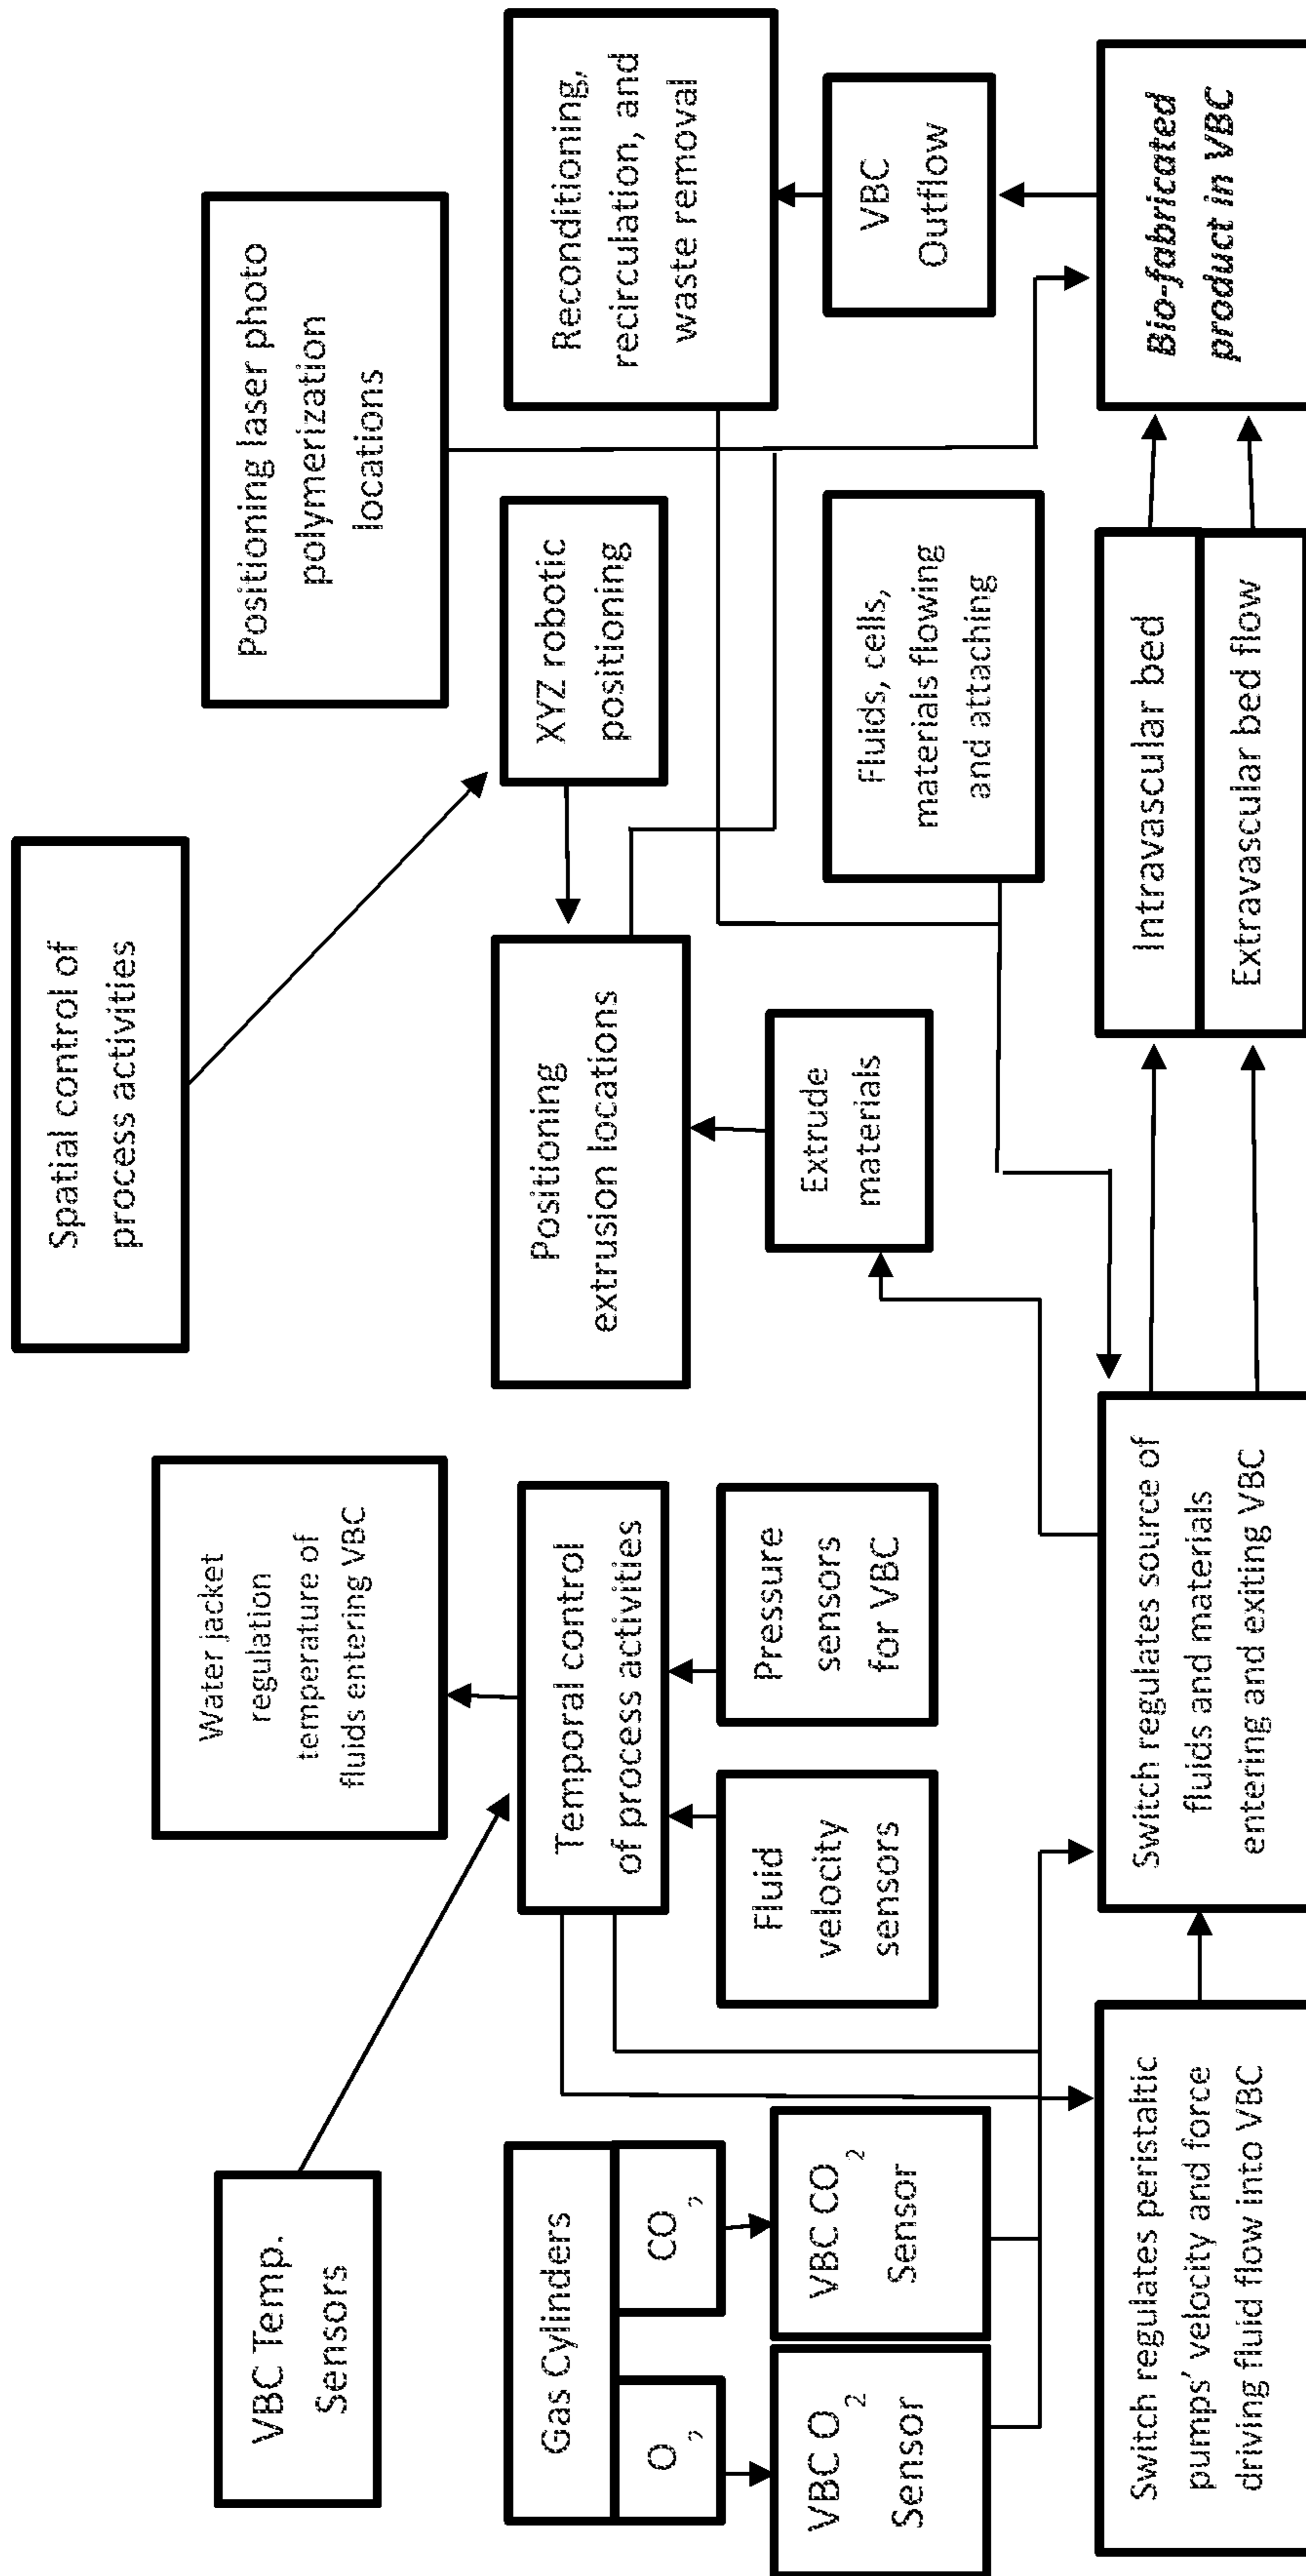 Spatial control of
process activities
VBC Temp.
Sensors
Water jacket
regulation
temperature of
fluids entering VBC
Positioning laser photo
polymerization
locations
Gas Cylinders
O2
CO2
Temporal control
of process activities
Positioning
extrusion locations
XYZ robotic
positioning
Reconditioning,
recirculation, and
waste removal
VBC O2
Sensor
VBC CO2
Sensor
Fluid
velocity
sensors
Pressure
sensors
for VBC
Extrude
materials
Fluids, cells,
materials flowing
and attaching
VBC
Outflow
Switch regulates peristaltic
pumps' velocity and force
driving fluid flow into VBC
Switch regulates source of
fluids and materials
entering and exiting VBC
Intravascular bed
Extravascular bed flow
Bio-fabricated
product in VBC